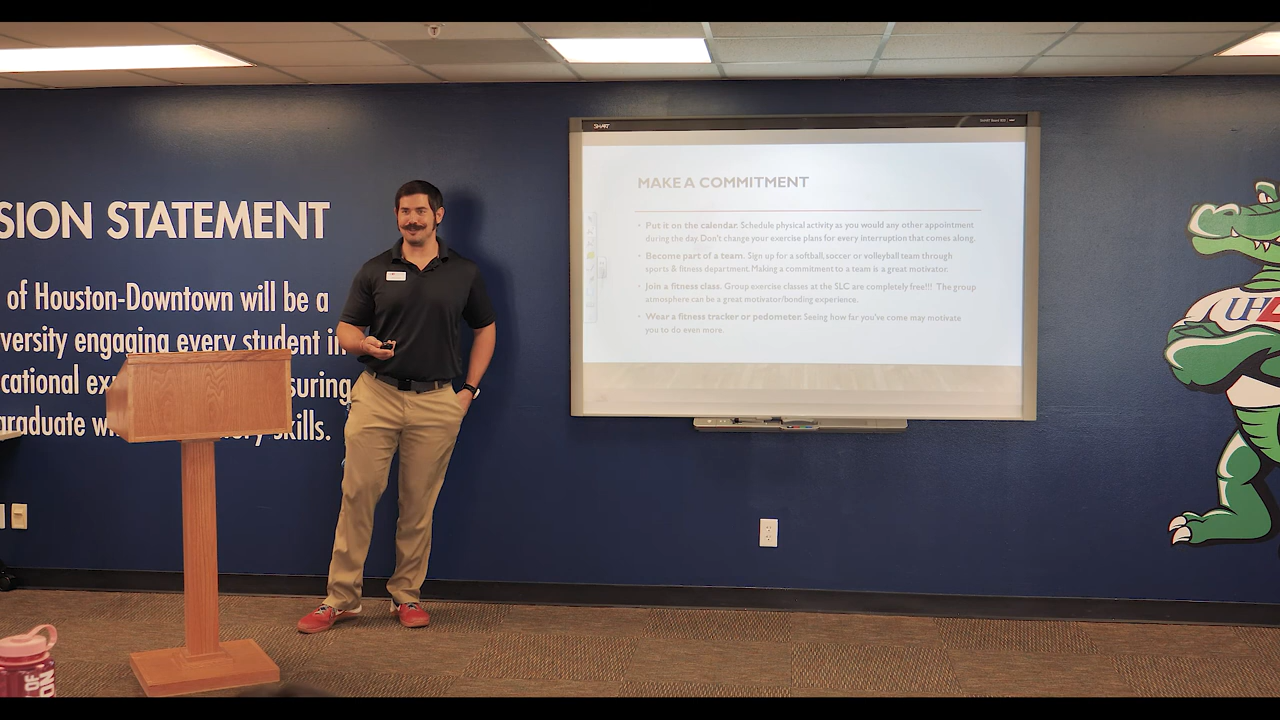 SION STATEMENT
of Houston-Downtown will be a
versity engaging every student in
cational ex
suring
graduate w
skills.
SMART
MAKE A COMMITMENT
• Put it on the calendar. Schedule physical activity as you would any other appointment
during the day. Don't change your exercise plans for every interruption that comes along.
• Become part of a team. Sign up for a softball, soccer or volleyball team through
sports & fitness department. Making a commitment to a team is a great motivator.
• Join a fitness class. Group exercise classes at the SLC are completely free!!! The group
atmosphere can be a great motivator/bonding experience.
• Wear a fitness tracker or pedometer. Seeing how far you've come may motivate
you to do even more.